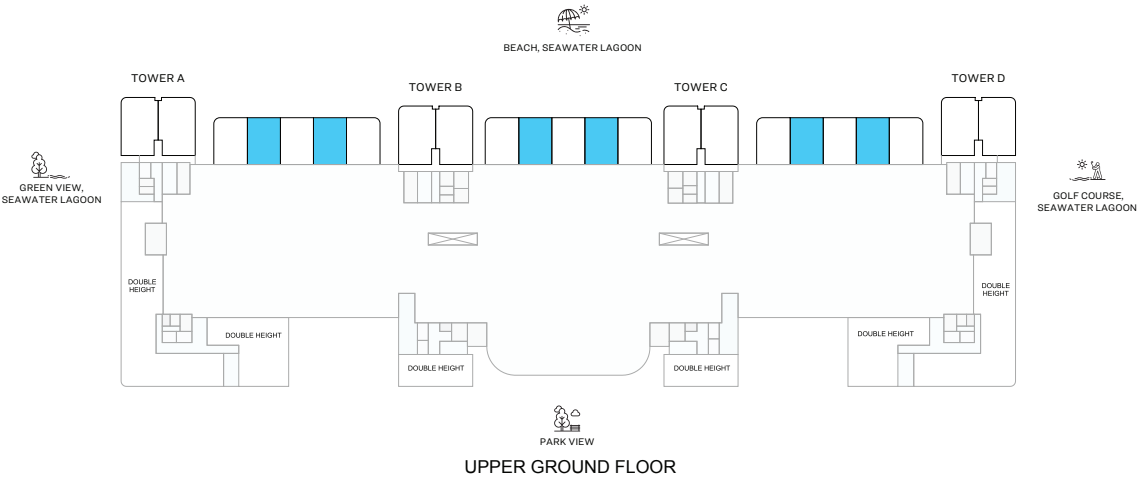 BEACH, SEAWATER LAGOON
TOWER A
TOWER B
TOWER C
TOWER D
GREEN VIEW,
SEAWATER LAGOON
GOLF COURSE,
SEAWATER LAGOON
DOUBLE
HEIGHT
DOUBLE
HEIGHT
DOUBLE HEIGHT
DOUBLE HEIGHT
DOUBLE HEIGHT
DOUBLE HEIGHT
PARK VIEW
UPPER GROUND FLOOR